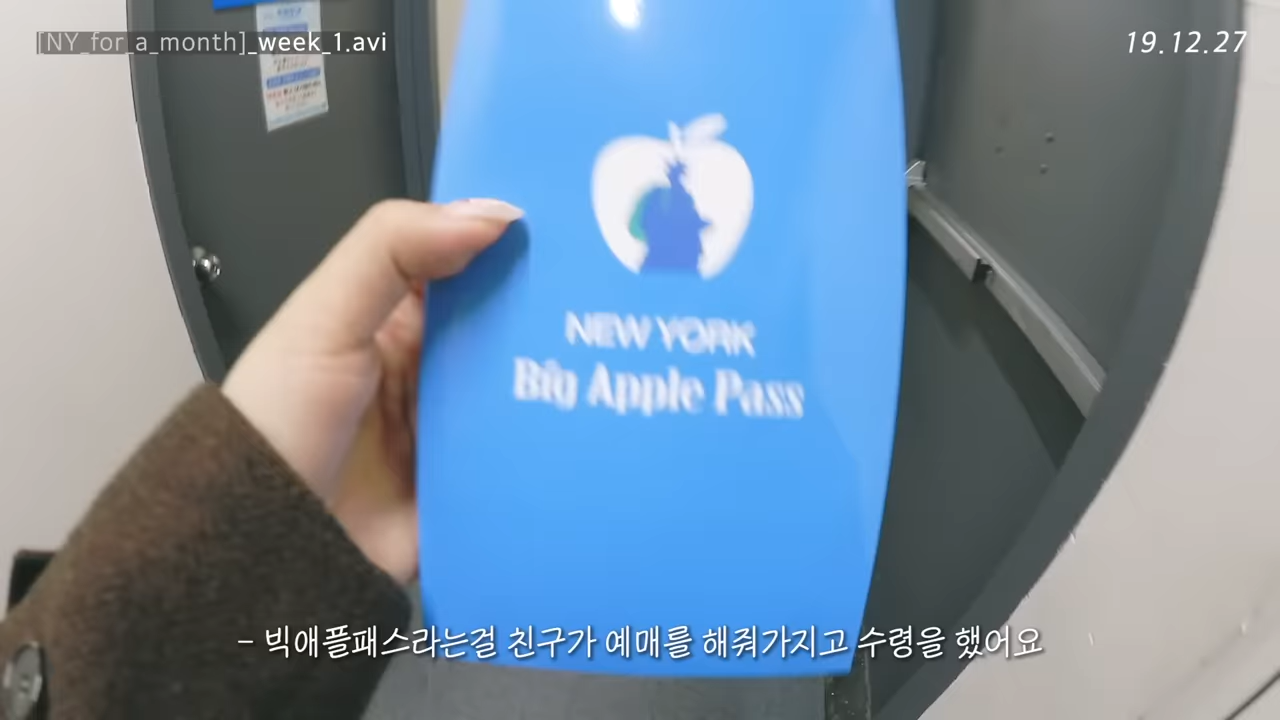 [NY_for_a_month]_week_1.avi
19.12.27
NEW YORK
Big Apple Pass
- 빅애플패스라는걸 친구가 예매를 해줘가지고 수령을 했어요